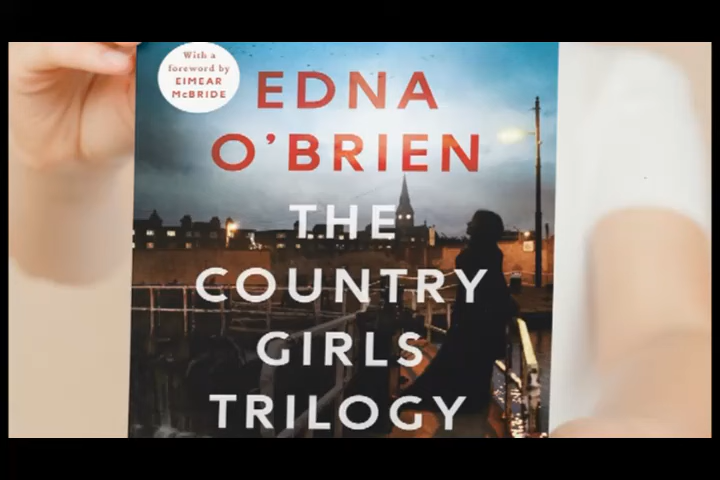 With a
foreword by
EIMEAR
McBRIDE
EDNA
O'BRIEN
THE
COUNTRY
GIRLS
TRILOGY